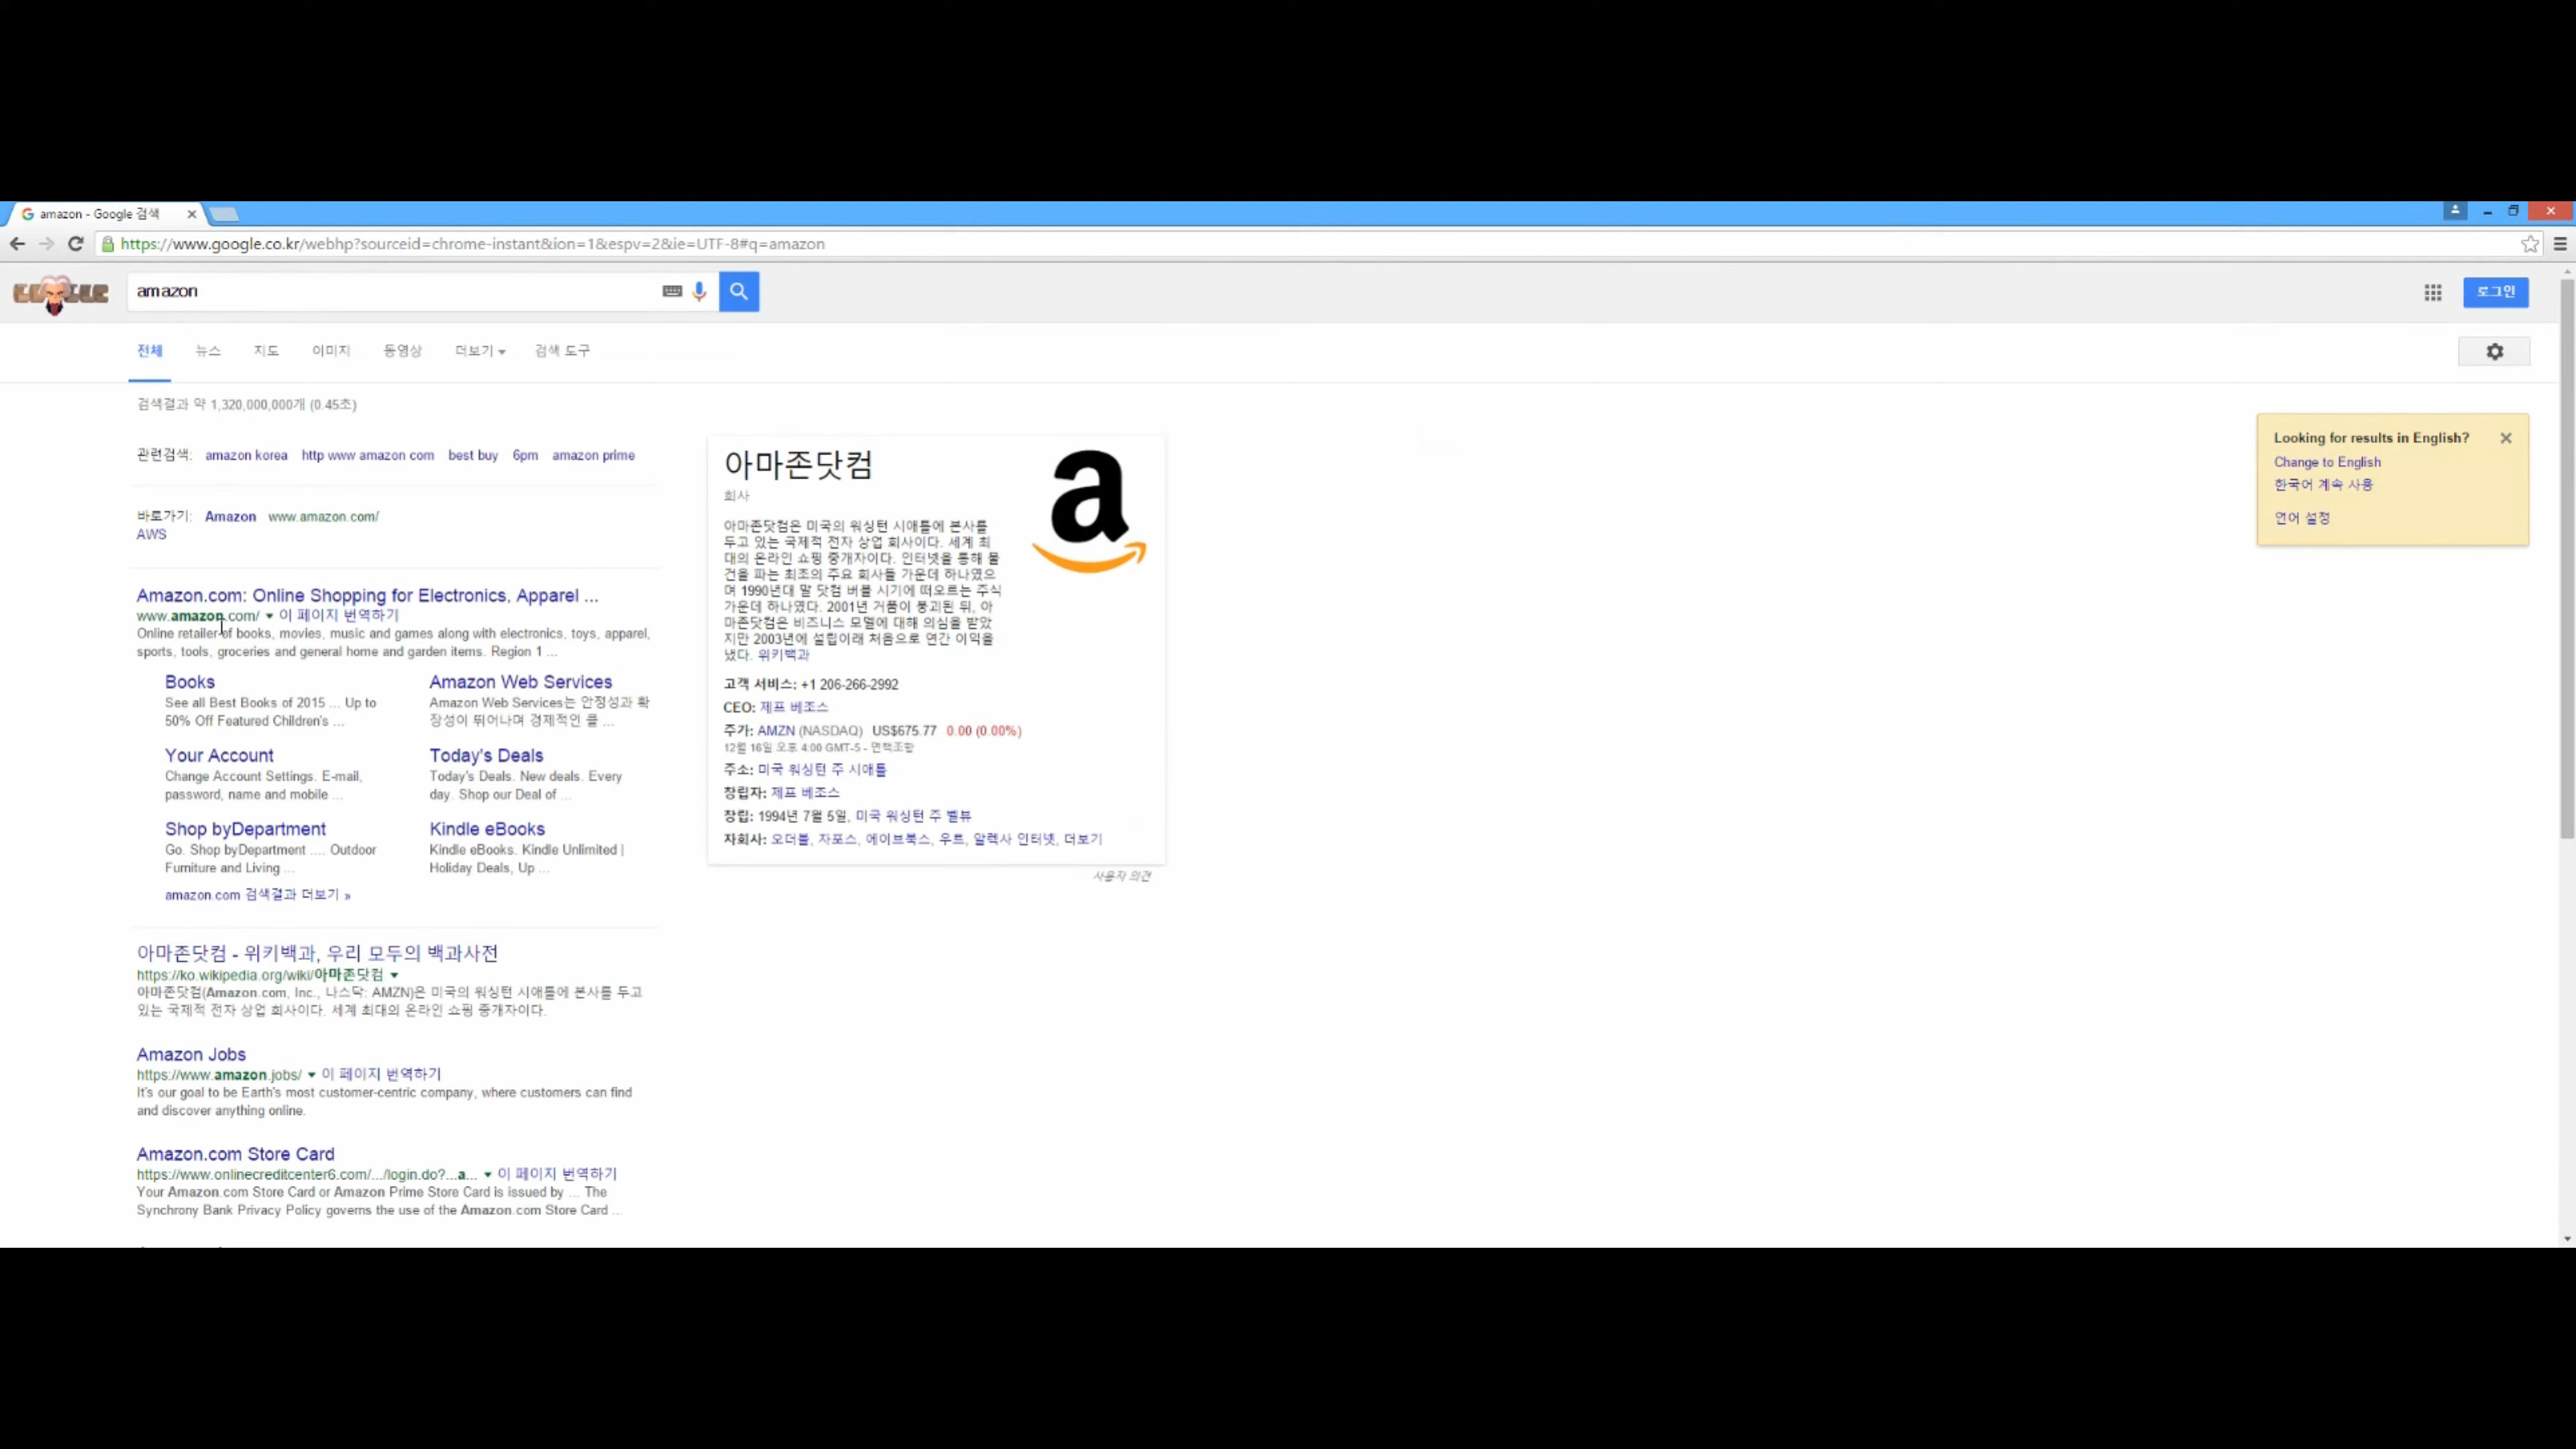 amazon - Google 검색
https://www.google.co.kr/webhp?sourceid=chrome-instant&ion=1&espv=2&ie=UTF-8#q=amazon
amazon
로그인
전체 뉴스 지도 이미지 동영상 더보기 검색 도구
검색결과 약 1,320,000,000개 (0.45초)
관련검색: amazon korea http www amazon com best buy 6pm amazon prime
바로가기: Amazon www.amazon.com/
AWS
Amazon.com: Online Shopping for Electronics, Apparel ...
www.amazon.com/ 이 페이지 번역하기
Online retailer of books, movies, music and games along with electronics, toys, apparel,
sports, tools, groceries and general home and garden items. Region 1 ...
Books
See all Best Books of 2015 ... Up to
50% Off Featured Children's ...
Amazon Web Services
Amazon Web Services는 안정성과 확
장성이 뛰어나며 경제적인 클 ...
Your Account
Change Account Settings. E-mail,
password, name and mobile ...
Today's Deals
Today's Deals. New deals. Every
day. Shop our Deal of ...
Shop byDepartment
Go. Shop byDepartment .... Outdoor
Furniture and Living ...
Kindle eBooks
Kindle eBooks. Kindle Unlimited |
Holiday Deals, Up ...
amazon.com 검색결과 더보기 »
아마존닷컴 - 위키백과, 우리 모두의 백과사전
https://ko.wikipedia.org/wiki/아마존닷컴
아마존닷컴(Amazon.com, Inc., 나스닥: AMZN)은 미국의 워싱턴 시애틀에 본사를 두고
있는 국제적 전자 상업 회사이다. 세계 최대의 온라인 쇼핑 중개자이다.
Amazon Jobs
https://www.amazon.jobs/ 이 페이지 번역하기
It's our goal to be Earth's most customer-centric company, where customers can find
and discover anything online.
Amazon.com Store Card
https://www.onlinecreditcenter6.com/.../login.do?...a... 이 페이지 번역하기
Your Amazon.com Store Card or Amazon Prime Store Card is issued by ... The
Synchrony Bank Privacy Policy governs the use of the Amazon.com Store Card ...
아마존닷컴
회사
아마존닷컴은 미국의 워싱턴 시애틀에 본사를
두고 있는 국제적 전자 상업 회사이다. 세계 최
대의 온라인 쇼핑 중개자이다. 인터넷을 통해 물
건을 파는 최초의 주요 회사들 가운데 하나였으
며 1990년대 말 닷컴 버블 시기에 떠오르는 주식
가운데 하나였다. 2001년 거품이 붕괴된 뒤, 아
마존닷컴은 비즈니스 모델에 대해 의심을 받았
지만 2003년에 설립이래 처음으로 연간 이익을
냈다. 위키백과
고객 서비스: +1 206-266-2992
CEO: 제프 베조스
주가: AMZN (NASDAQ) US$675.77 0.00 (0.00%)
12월 16일 오후 4:00 GMT-5 - 면책조항
주소: 미국 워싱턴 주 시애틀
창립자: 제프 베조스
창립: 1994년 7월 5일, 미국 워싱턴 주 벨뷰
자회사: 오더블, 자포스, 에이브북스, 우트, 알렉사 인터넷, 더보기
사용자 의견
Looking for results in English?
Change to English
한국어 계속 사용
언어 설정